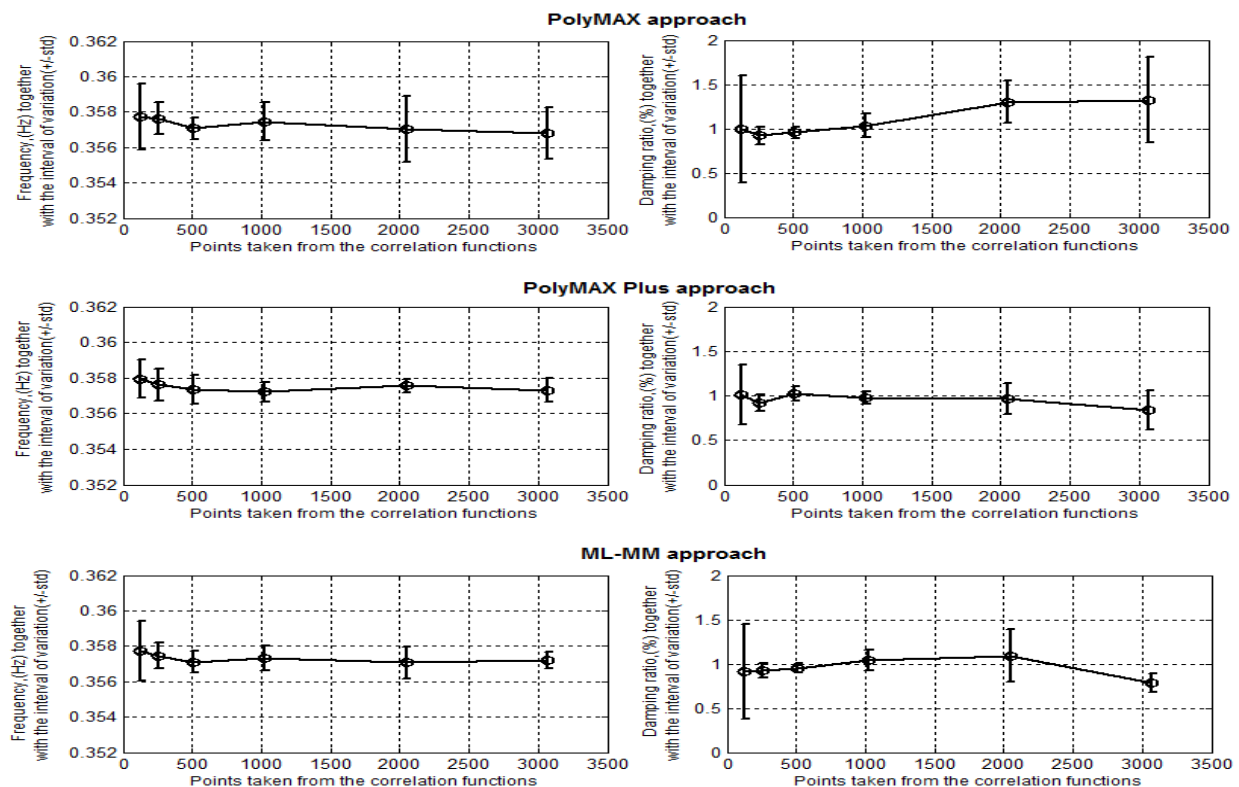 PolyMAX approach
Frequency,(Hz) together
with the interval of variation(+/-std)
0.362
0.36
0.358
0.356
0.354
0.352
0 500 1000 1500 2000 2500 3000 3500
Points taken from the correlation functions
Damping ratio,(%) together
with the interval of variation(+/-std)
2
1.5
1
0.5
0
0 500 1000 1500 2000 2500 3000 3500
Points taken from the correlation functions
PolyMAX Plus approach
Frequency,(Hz) together
with the interval of variation(+/-std)
0.362
0.36
0.358
0.356
0.354
0.352
0 500 1000 1500 2000 2500 3000 3500
Points taken from the correlation functions
Damping ratio,(%) together
with the interval of variation(+/-std)
2
1.5
1
0.5
0
0 500 1000 1500 2000 2500 3000 3500
Points taken from the correlation functions
ML-MM approach
Frequency,(Hz) together
with the interval of variation(+/-std)
0.362
0.36
0.358
0.356
0.354
0.352
0 500 1000 1500 2000 2500 3000 3500
Points taken from the correlation functions
Damping ratio,(%) together
with the interval of variation(+/-std)
2
1.5
1
0.5
0
0 500 1000 1500 2000 2500 3000 3500
Points taken from the correlation functions